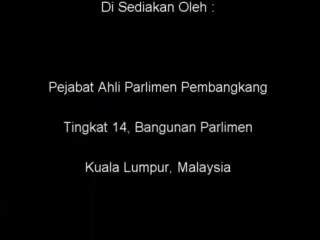 Di Sediakan Oleh :
Pejabat Ahli Parlimen Pembangkang
Tingkat 14, Bangunan Parlimen
Kuala Lumpur, Malaysia